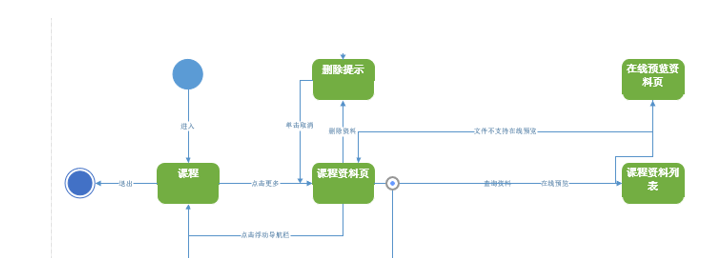 删除提示
在线预览资
料页
进入
单击取消
删除资料
文件不支持在线预览
课程
课程资料页
课程资料列
表
退出
点击更多
查询资料
在线预览
点击浮动导航栏